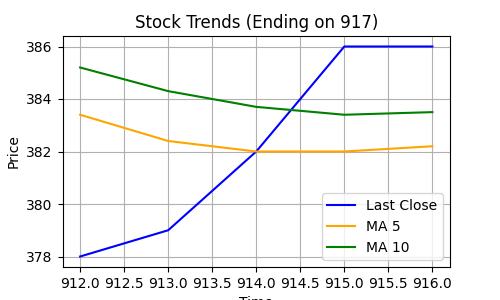 Stock Trends (Ending on 917)
386
384
382
380
378
Price
Last Close
MA 5
MA 10
912.0 912.5 913.0 913.5 914.0 914.5 915.0 915.5 916.0
Time